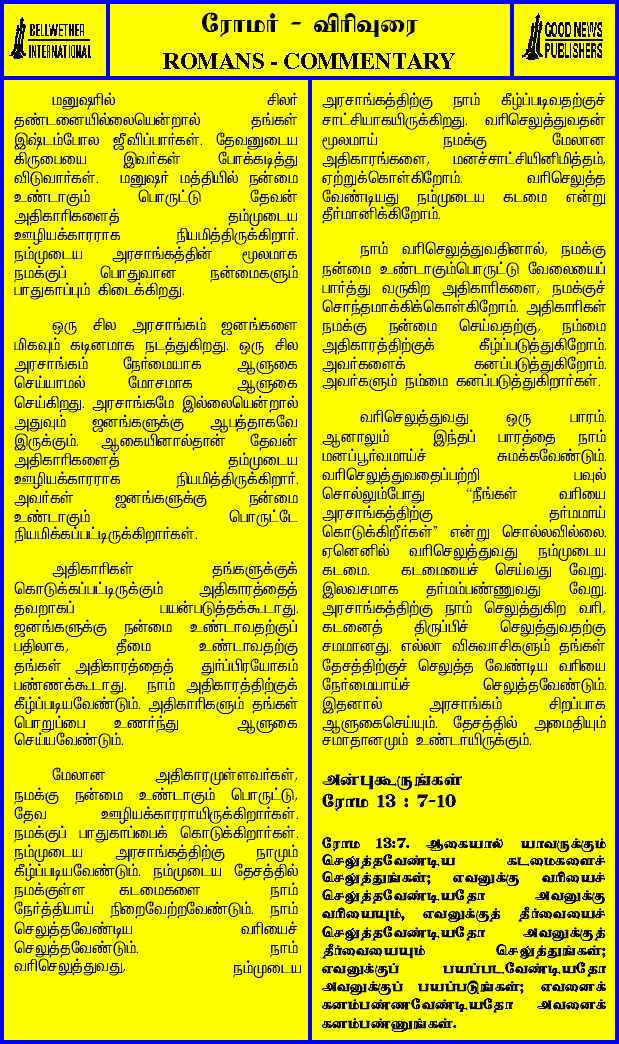 BELLWETHER
INTERNATIONAL
ரோமர் - விரிவுரை
ROMANS - COMMENTARY
GOOD NEWS
PUBLISHERS
மனுஷரில் சிலர்
தண்டனையில்லையென்றால் தங்கள்
இஷ்டம்போல ஜீவிப்பார்கள். தேவனுடைய
கிருபையை இவர்கள் போக்கடித்து
விடுவார்கள். மனுஷர் மத்தியில் நன்மை
உண்டாகும் பொருட்டு தேவன்
அதிகாரிகளைத் தம்முடைய
ஊழியக்காரராக நியமித்திருக்கிறார்.
நம்முடைய அரசாங்கத்தின் மூலமாக
நமக்குப் பொதுவான நன்மைகளும்
பாதுகாப்பும் கிடைக்கிறது.
ஒரு சில அரசாங்கம் ஜனங்களை
மிகவும் கடினமாக நடத்துகிறது. ஒரு சில
அரசாங்கம் நேர்மையாக ஆளுகை
செய்யாமல் மோசமாக ஆளுகை
செய்கிறது. அரசாங்கமே இல்லையென்றால்
அதுவும் ஜனங்களுக்கு ஆபத்தாகவே
இருக்கும். ஆகையினால்தான் தேவன்
அதிகாரிகளைத் தம்முடைய
ஊழியக்காரராக நியமித்திருக்கிறார்.
அவர்கள் ஜனங்களுக்கு நன்மை
உண்டாகும் பொருட்டே
நியமிக்கப்பட்டிருக்கிறார்கள்.
அதிகாரிகள் தங்களுக்குக்
கொடுக்கப்பட்டிருக்கும் அதிகாரத்தைத்
தவறாகப் பயன்படுத்தக்கூடாது.
ஜனங்களுக்கு நன்மை உண்டாவதற்குப்
பதிலாக, தீமை உண்டாவதற்கு
தங்கள் அதிகாரத்தைத் துர்ப்பிரயோகம்
பண்ணக்கூடாது. நாம் அதிகாரத்திற்குக்
கீழ்ப்படியவேண்டும். அதிகாரிகளும் தங்கள்
பொறுப்பை உணர்ந்து ஆளுகை
செய்யவேண்டும்.
மேலான அதிகாரமுள்ளவர்கள்,
நமக்கு நன்மை உண்டாகும் பொருட்டு,
தேவ ஊழியக்காரராயிருக்கிறார்கள்.
நமக்குப் பாதுகாப்பைக் கொடுக்கிறார்கள்.
நம்முடைய அரசாங்கத்திற்கு நாமும்
கீழ்ப்படியவேண்டும். நம்முடைய தேசத்தில்
நமக்குள்ள கடமைகளை நாம்
நேர்த்தியாய் நிறைவேற்றவேண்டும். நாம்
செலுத்தவேண்டிய வரியைச்
செலுத்தவேண்டும். நாம்
வரிசெலுத்துவது, நம்முடைய
அரசாங்கத்திற்கு நாம் கீழ்ப்படிவதற்குச்
சாட்சியாகயிருக்கிறது. வரிசெலுத்துவதன்
மூலமாய் நமக்கு மேலான
அதிகாரங்களை, மனச்சாட்சியினிமித்தம்,
ஏற்றுக்கொள்கிறோம். வரிசெலுத்த
வேண்டியது நம்முடைய கடமை என்று
தீர்மானிக்கிறோம்.
நாம் வரிசெலுத்துவதினால், நமக்கு
நன்மை உண்டாகும்பொருட்டு வேலையைப்
பார்த்து வருகிற அதிகாரிகளை, நமக்குச்
சொந்தமாக்கிக்கொள்கிறோம். அதிகாரிகள்
நமக்கு நன்மை செய்வதற்கு, நம்மை
அதிகாரத்திற்குக் கீழ்ப்படுத்துகிறோம்.
அவர்களைக் கனப்படுத்துகிறோம்.
அவர்களும் நம்மை கனப்படுத்துகிறார்கள்.
வரிசெலுத்துவது ஒரு பாரம்.
ஆனாலும் இந்தப் பாரத்தை நாம்
மனப்பூர்வமாய்ச் சுமக்கவேண்டும்.
வரிசெலுத்துவதைப்பற்றி பவுல்
சொல்லும்போது “நீங்கள் வரியை
அரசாங்கத்திற்கு தர்மமாய்
கொடுக்கிறீர்கள்” என்று சொல்லவில்லை.
ஏனெனில் வரிசெலுத்துவது நம்முடைய
கடமை. கடமையைச் செய்வது வேறு.
இலவசமாக தர்மம்பண்ணுவது வேறு.
அரசாங்கத்திற்கு நாம் செலுத்துகிற வரி,
கடனைத் திருப்பிச் செலுத்துவதற்கு
சமமானது. எல்லா விசுவாசிகளும் தங்கள்
தேசத்திற்குச் செலுத்த வேண்டிய வரியை
நேர்மையாய்ச் செலுத்தவேண்டும்.
இதனால் அரசாங்கம் சிறப்பாக
ஆளுகைசெய்யும். தேசத்தில் அமைதியும்
சமாதானமும் உண்டாயிருக்கும்.
அன்புகூருங்கள்
ரோம 13 : 7-10
ரோம 13:7. ஆகையால் யாவருக்கும்
செலுத்தவேண்டிய கடமைகளைச்
செலுத்துங்கள்; எவனுக்கு வரியைச்
செலுத்தவேண்டியதோ அவனுக்கு
வரியையும், எவனுக்குத் தீர்வையைச்
செலுத்தவேண்டியதோ அவனுக்குத்
தீர்வையையும் செலுத்துங்கள்;
எவனுக்குப் பயப்படவேண்டியதோ
அவனுக்குப் பயப்படுங்கள்; எவனைக்
கனம்பண்ணவேண்டியதோ அவனைக்
கனம்பண்ணுங்கள்.